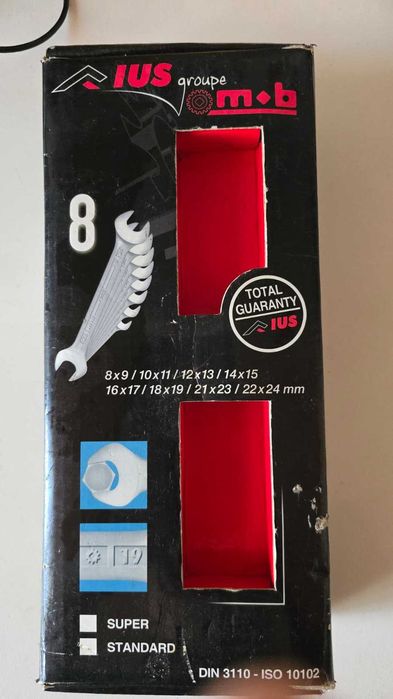 IUS groupe
m·b
8
TOTAL
GUARANTY
IUS
8x9 / 10x11 / 12x13 / 14x15
16x17 / 18x19 / 21x23 / 22x24 mm
19
SUPER
STANDARD
DIN 3110 - ISO 10102